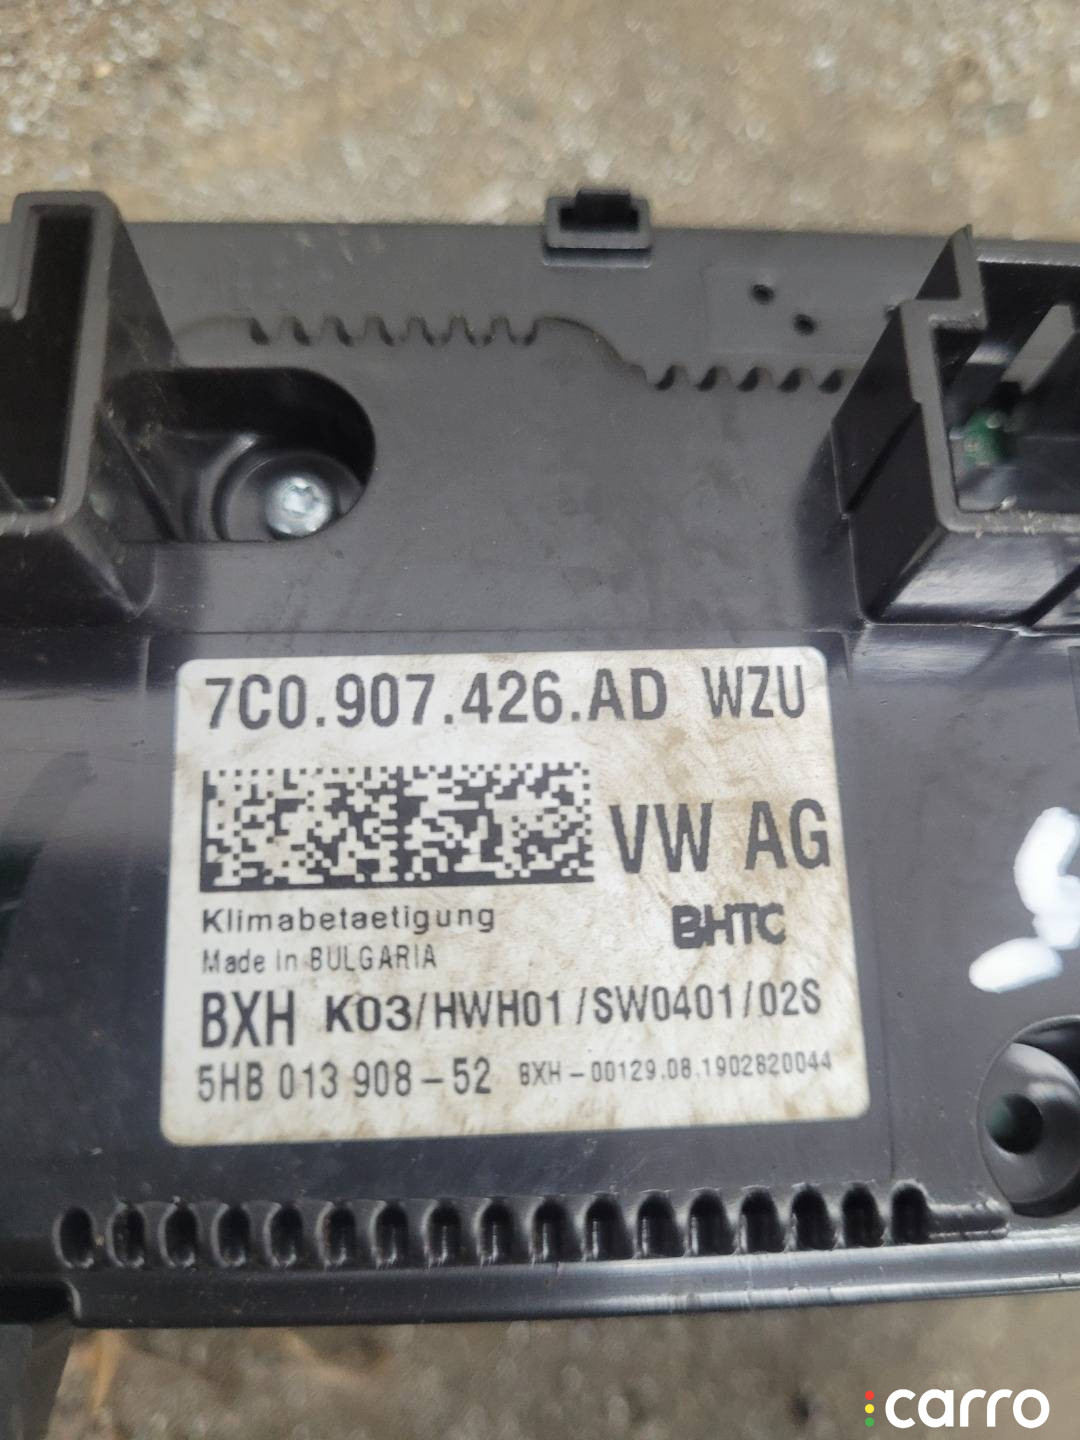 7C0.907.426.AD WZU
VW AG
BHTC
Klimabetaetigung
Made in BULGARIA
BXH K03/HWH01/SW0401/02S
5HB 013 908-52 BXH-00129.08.1902820044
carro